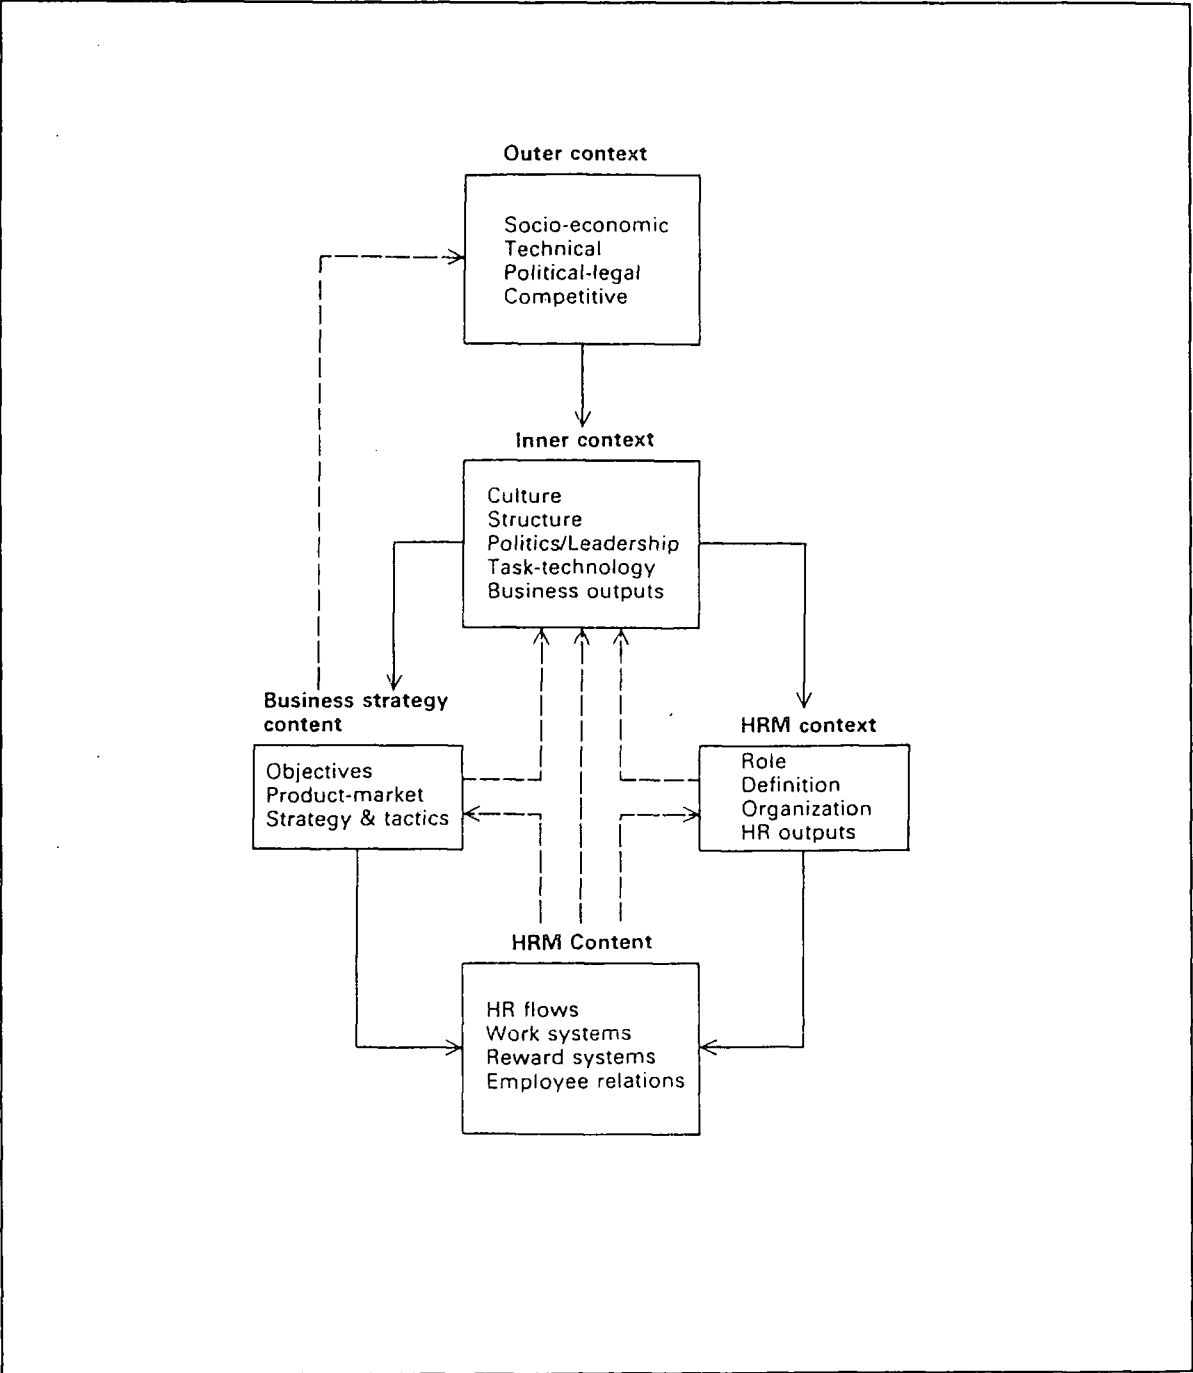 Outer context
Socio-economic
Technical
Political-legal
Competitive
Inner context
Culture
Structure
Politics/Leadership
Task-technology
Business outputs
Business strategy
content
Objectives
Product-market
Strategy & tactics
HRM context
Role
Definition
Organization
HR outputs
HRM Content
HR flows
Work systems
Reward systems
Employee relations